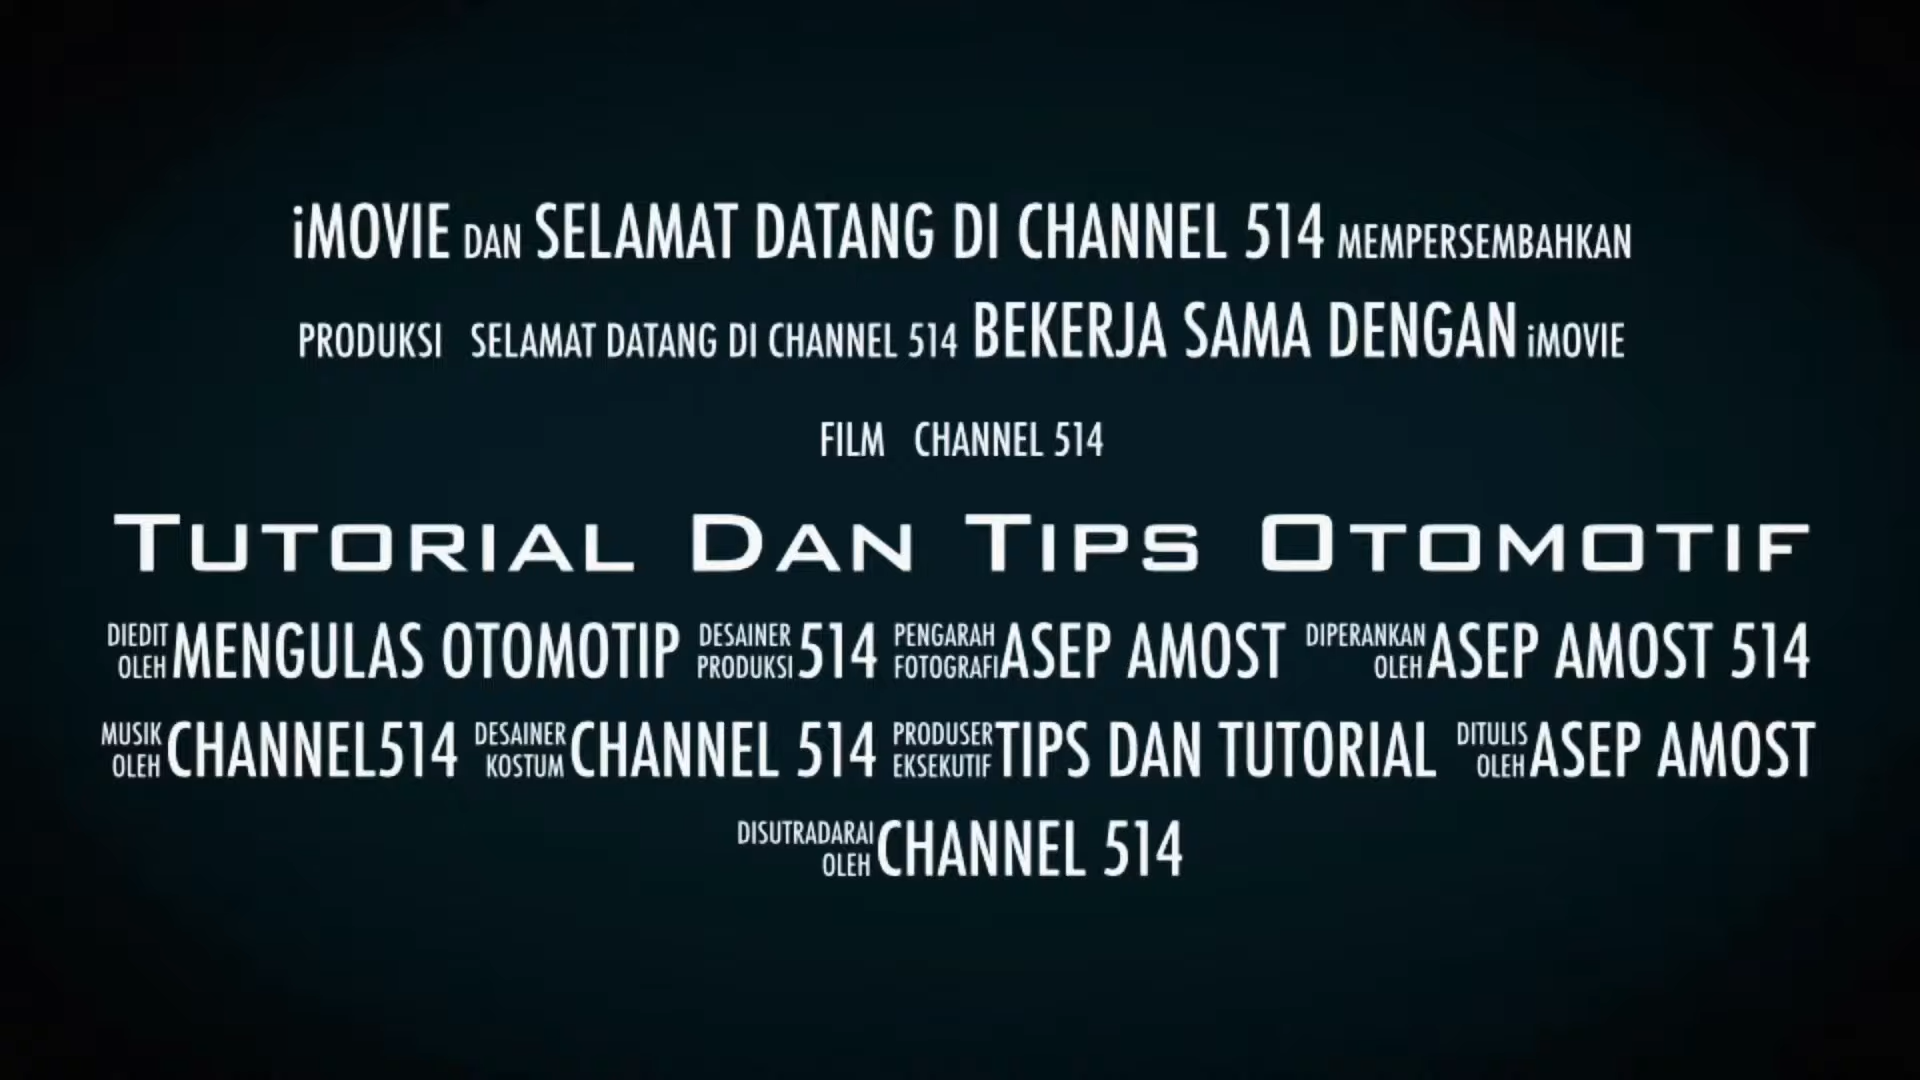 iMOVIE DAN SELAMAT DATANG DI CHANNEL 514 MEMPERSEMBAHKAN
PRODUKSI SELAMAT DATANG DI CHANNEL 514 BEKERJA SAMA DENGAN iMOVIE
FILM CHANNEL 514
TUTORIAL DAN TIPS OTOMOTIF
DIEDIT OLEH MENGULAS OTOMOTIP DESAINER PRODUKSI 514 PENGARAH FOTOGRAFI ASEP AMOST DIPERANKAN OLEH ASEP AMOST 514
MUSIK OLEH CHANNEL514 DESAINER KOSTUM CHANNEL 514 PRODUSER EKSEKUTIF TIPS DAN TUTORIAL DITULIS OLEH ASEP AMOST
DISUTRADARAI OLEH CHANNEL 514